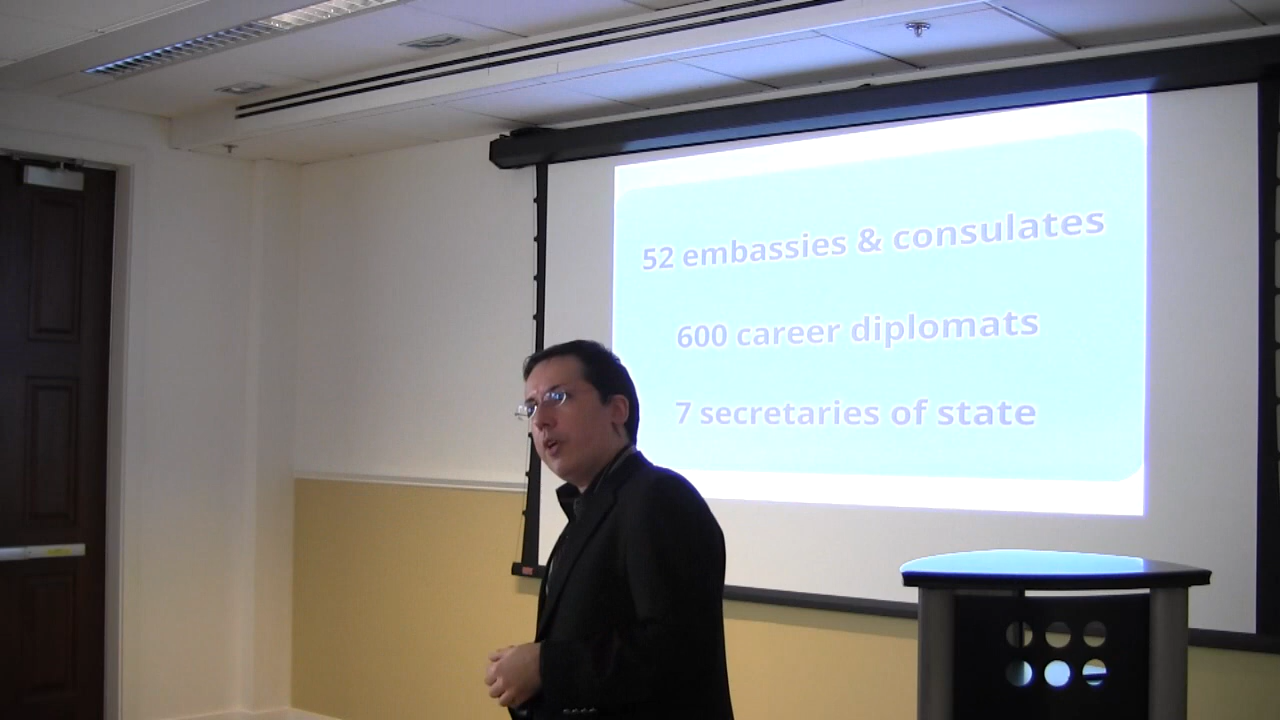 52 embassies & consulates
600 career diplomats
7 secretaries of state